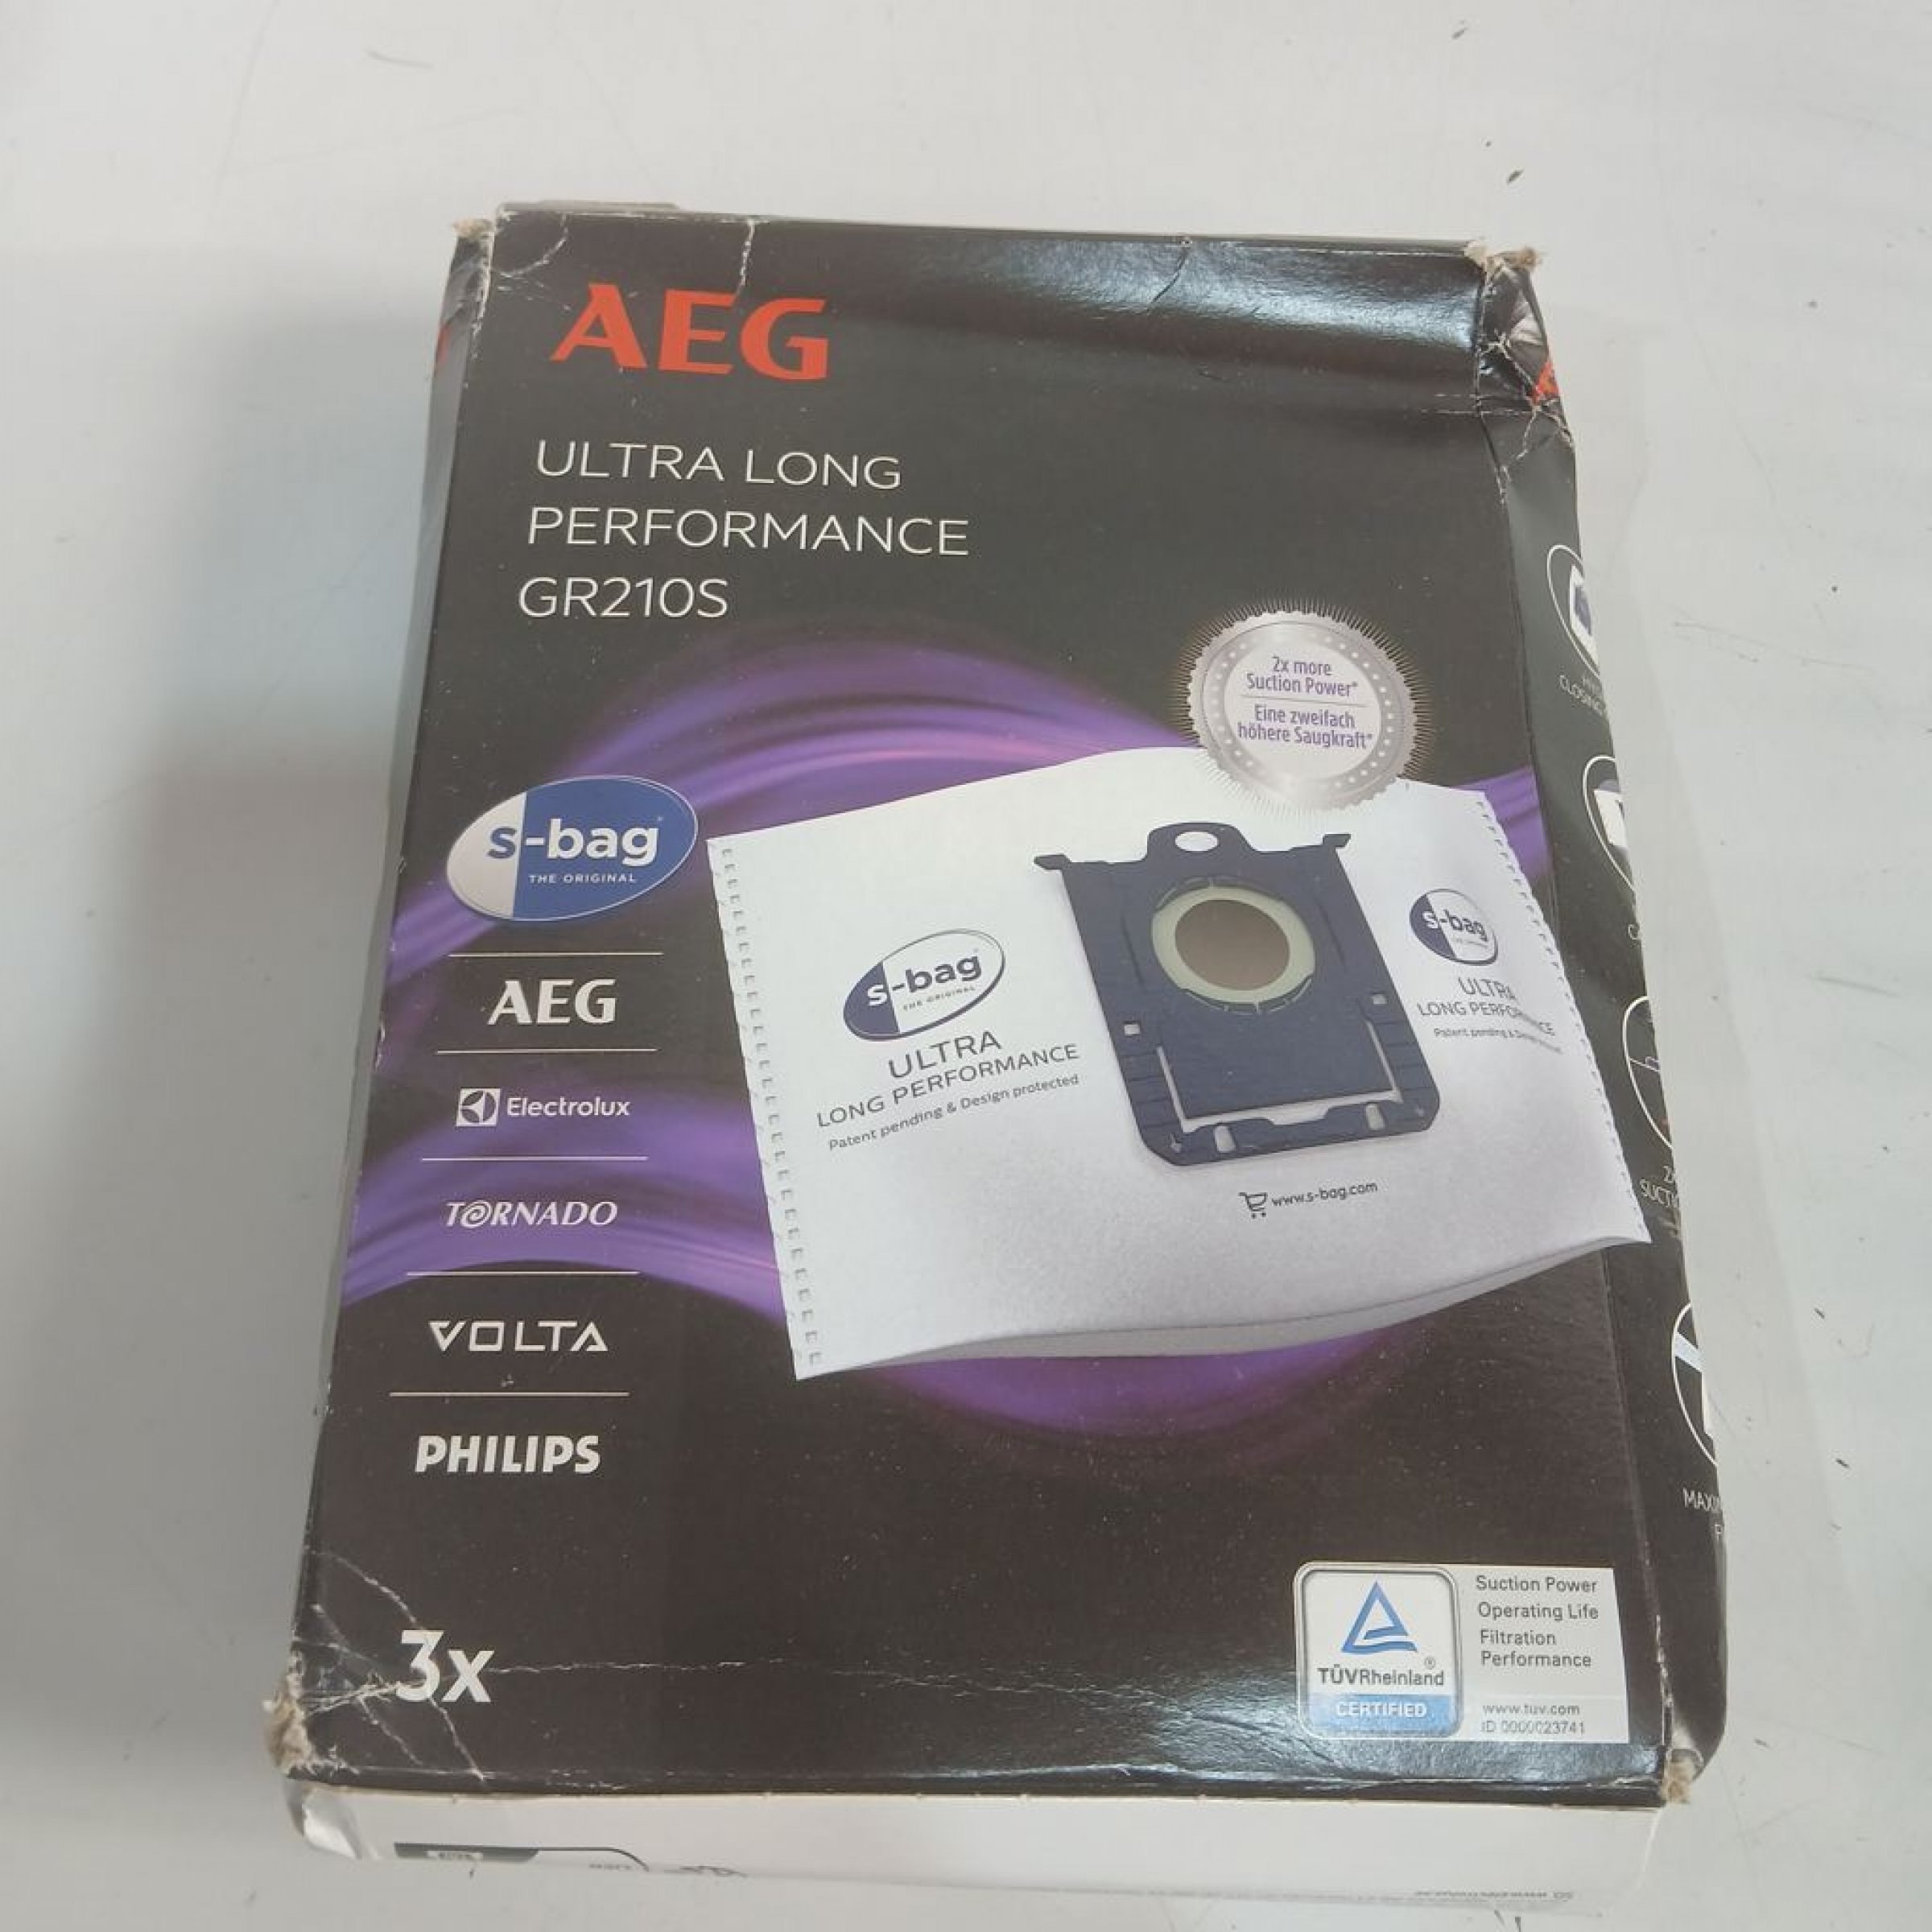 AEG
ULTRA LONG
PERFORMANCE
GR210S
2x more
Suction Power*
Eine zweifach
höhere Saugkraft*
s-bag
THE ORIGINAL
AEG
Electrolux
TORNADO
VOLTA
PHILIPS
s-bag
THE ORIGINAL
ULTRA
LONG PERFORMANCE
Patent pending & Design protected
s-bag
ULTRA
LONG PERFORMANCE
Patent pending &
www.s-bag.com
3x
TÜVRheinland®
CERTIFIED
Suction Power
Operating Life
Filtration
Performance
www.tuv.com
ID 0000023741